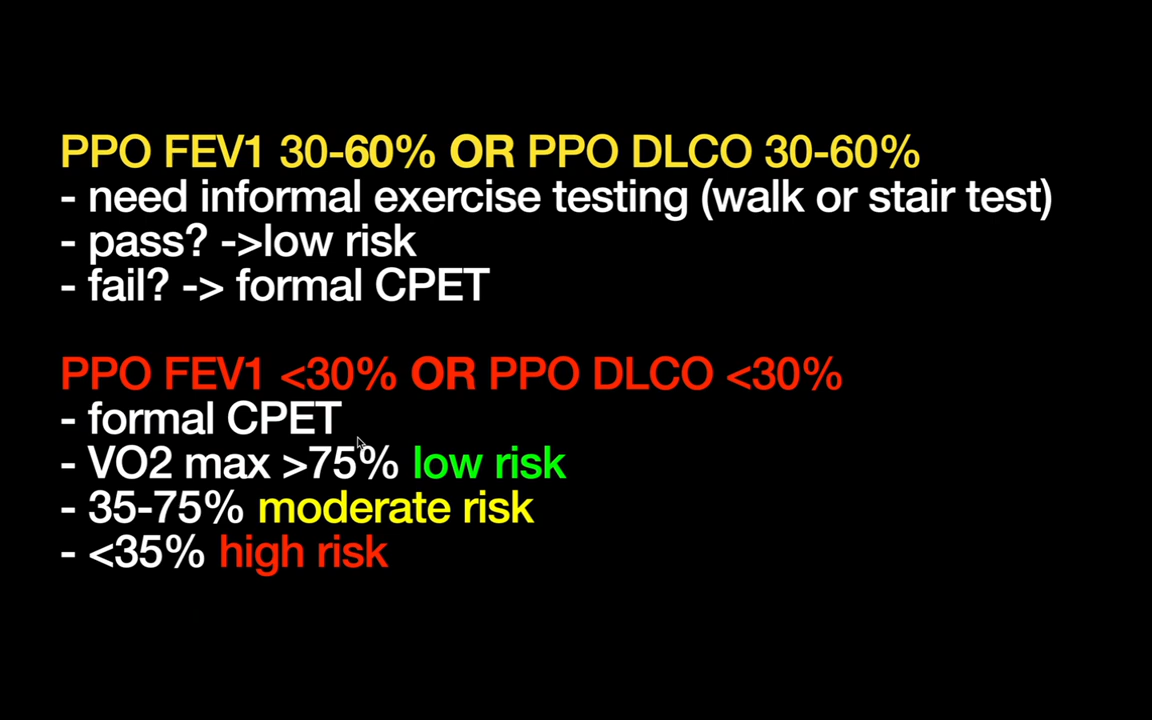 PPO FEV1 30-60% OR PPO DLCO 30-60%
- need informal exercise testing (walk or stair test)
- pass? ->low risk
- fail? -> formal CPET
PPO FEV1 <30% OR PPO DLCO <30%
- formal CPET
- VO2 max >75% low risk
- 35-75% moderate risk
- <35% high risk